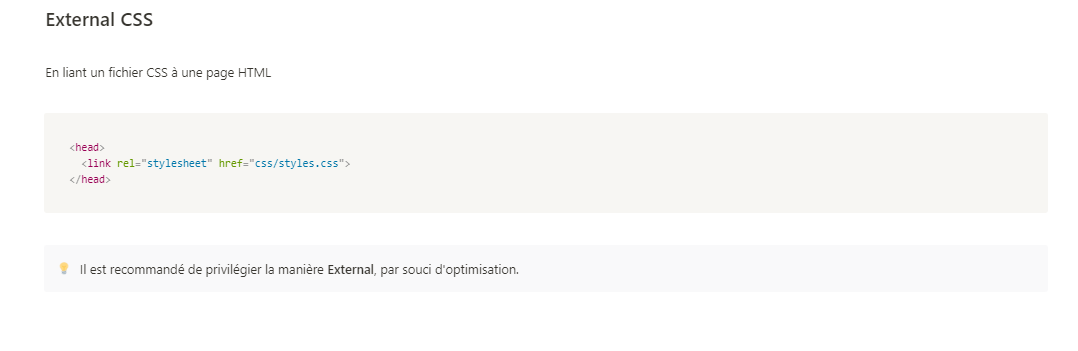 External CSS
En liant un fichier CSS à une page HTML
<head>
<link rel="stylesheet" href="css/styles.css">
</head>
Il est recommandé de privilégier la manière External, par souci d'optimisation.